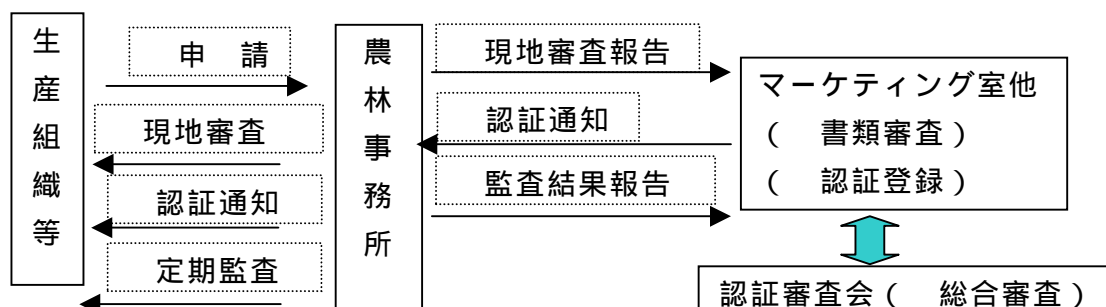 生産組織等
申　請
現地審査
認証通知
定期監査
農林事務所
現地審査報告
認証通知
監査結果報告
マーケティング室他
(　書類審査)
(　認証登録)
認証審査会(　総合審査)